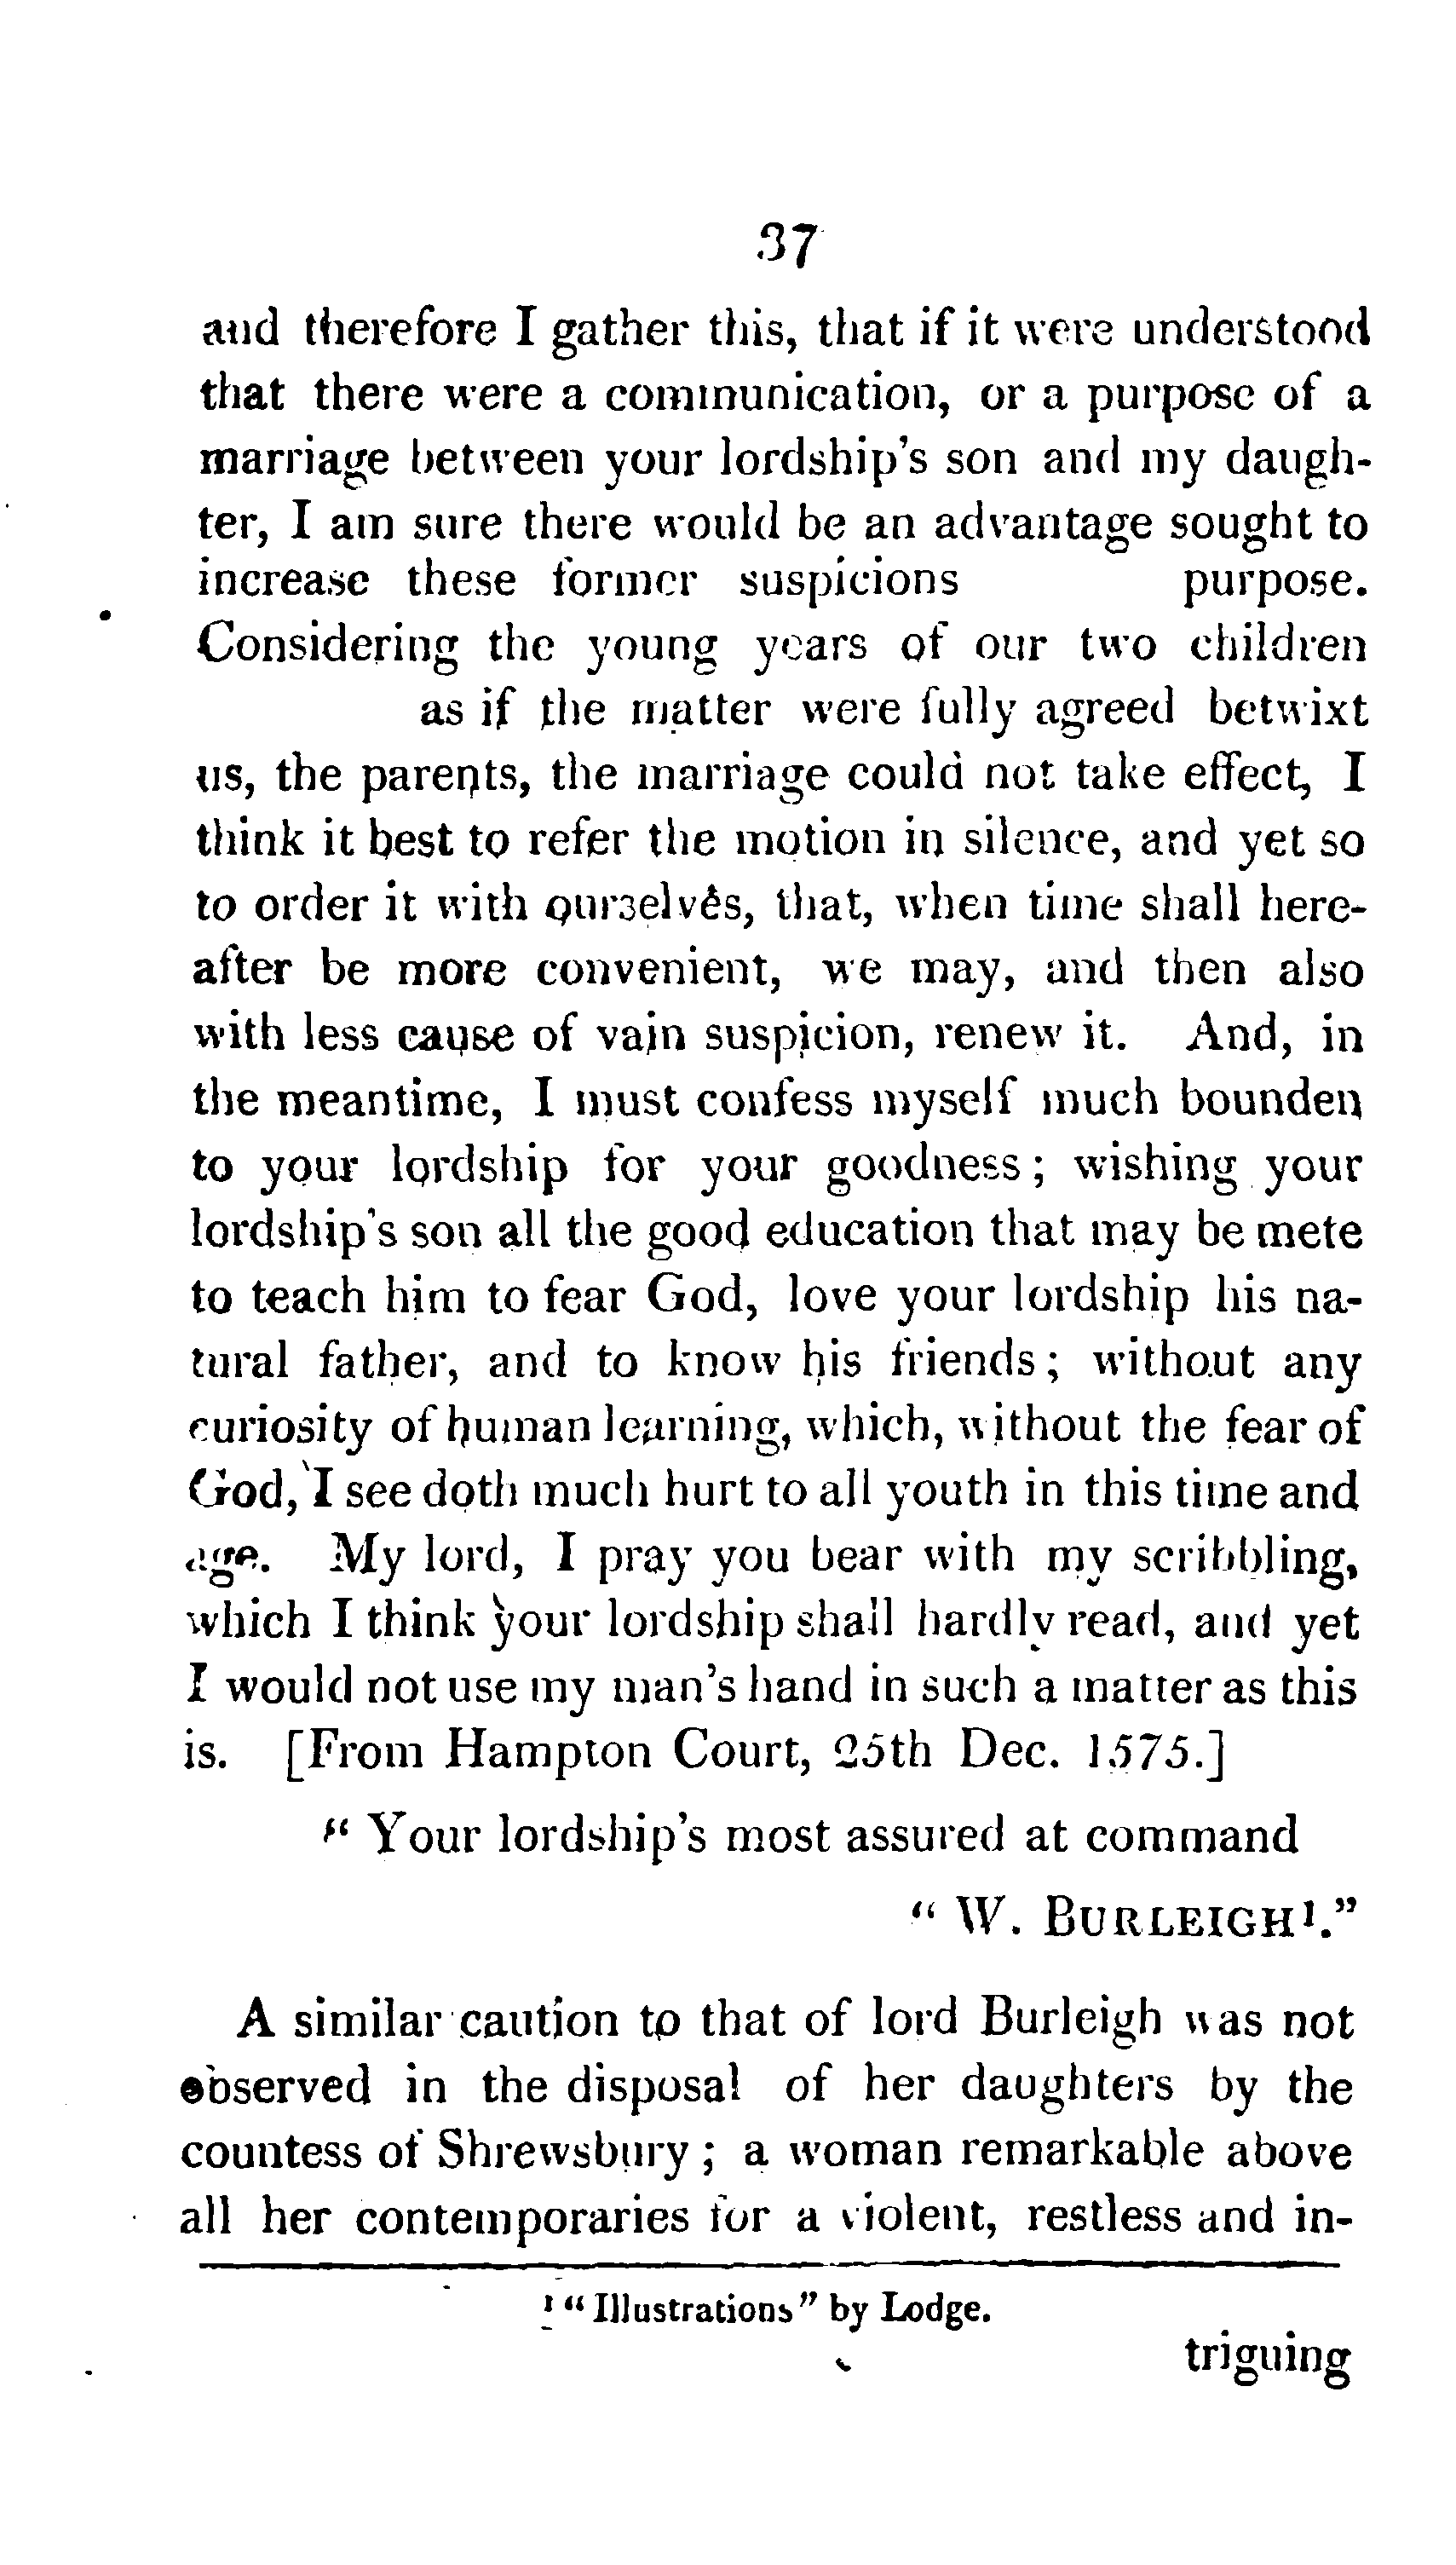 37
and therefore I gather this, that if it were understood
that there were a communication, or a purpose of a
marriage between your lordship's son and my daugh-
ter, I am sure there would be an advantage sought to
increase these former suspicions purpose.
Considering the young years of our two children
as if the matter were fully agreed betwixt
us, the parents, the marriage could not take effect, I
think it best to refer the motion in silence, and yet so
to order it with ourselves, that, when time shall here-
after be more convenient, we may, and then also
with less cause of vain suspicion, renew it. And, in
the meantime, I must confess myself much bounden
to your lordship for your goodness; wishing your
lordship's son all the good education that may be mete
to teach him to fear God, love your lordship his na-
tural father, and to know his friends; without any
curiosity of human learning, which, without the fear of
God, I see doth much hurt to all youth in this time and
age. My lord, I pray you bear with my scribbling,
which I think your lordship shall hardly read, and yet
I would not use my man's hand in such a matter as this
is. [From Hampton Court, 25th Dec. 1575.]
" Your lordship's most assured at command
" W. BURLEIGH¹."
A similar caution to that of lord Burleigh was not
observed in the disposal of her daughters by the
countess of Shrewsbury; a woman remarkable above
all her contemporaries for a violent, restless and in-
¹ " Illustrations" by Lodge.
triguing